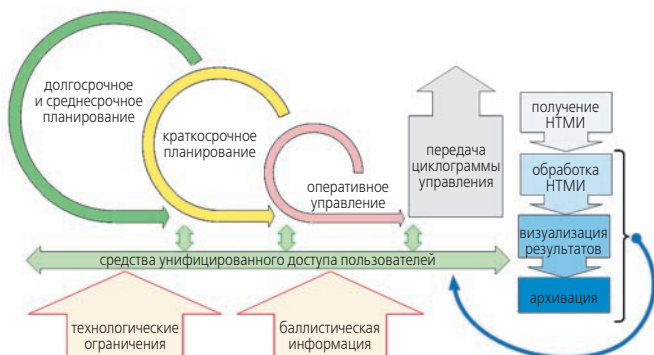 долгосрочное
и среднесрочное
планирование
краткосрочное
планирование
оперативное
управление
передача
циклограммы
управления
получение
НТМИ
обработка
НТМИ
визуализация
результатов
архивация
средства унифицированного доступа пользователей
технологические
ограничения
баллистическая
информация